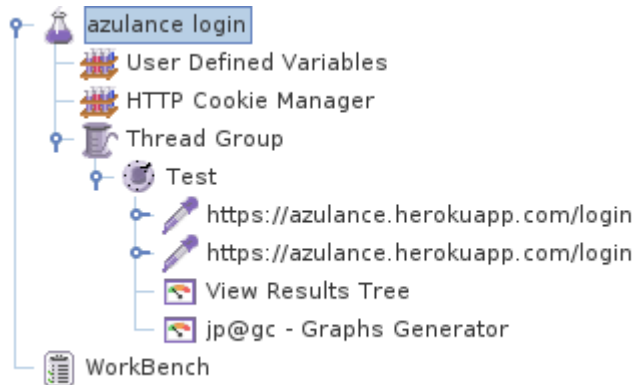 azulance login
User Defined Variables
HTTP Cookie Manager
Thread Group
Test
https://azulance.herokuapp.com/login
https://azulance.herokuapp.com/login
View Results Tree
jp@gc - Graphs Generator
WorkBench